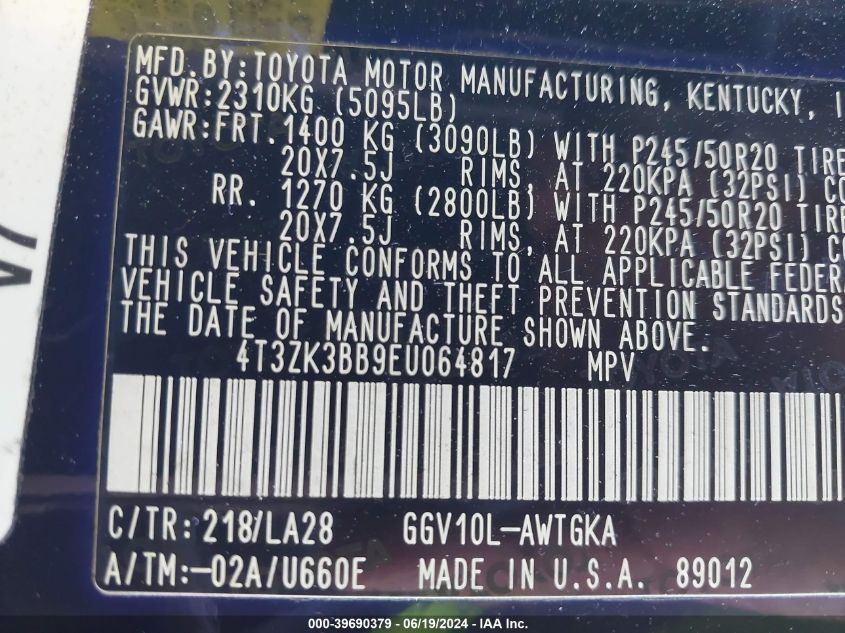 MFD.BY:TOYOTA MOTOR MANUFACTURING, KENTUCKY, I
GVWR:2310KG (5095LB)
GAWR:FRT.1400 KG (3090LB) WITH P245/50R20 TIRE
20X7.5J RIMS, AT 220KPA (32PSI) CO
RR. 1270 KG (2800LB) WITH P245/50R20 TIRE
20X7.5J RIMS, AT 220KPA (32PSI) CO
THIS VEHICLE CONFORMS TO ALL APPLICABLE FEDERA
VEHICLE SAFETY AND THEFT PREVENTION STANDARDS
THE DATE OF MANUFACTURE SHOWN ABOVE.
4T3ZK3BB9EU064817 MPV
C/TR:218/LA28 GGV10L-AWTGKA
A/TM:-02A/U660E MADE IN U.S.A. 89012
000-39690379 - 06/19/2024 - IAA Inc.